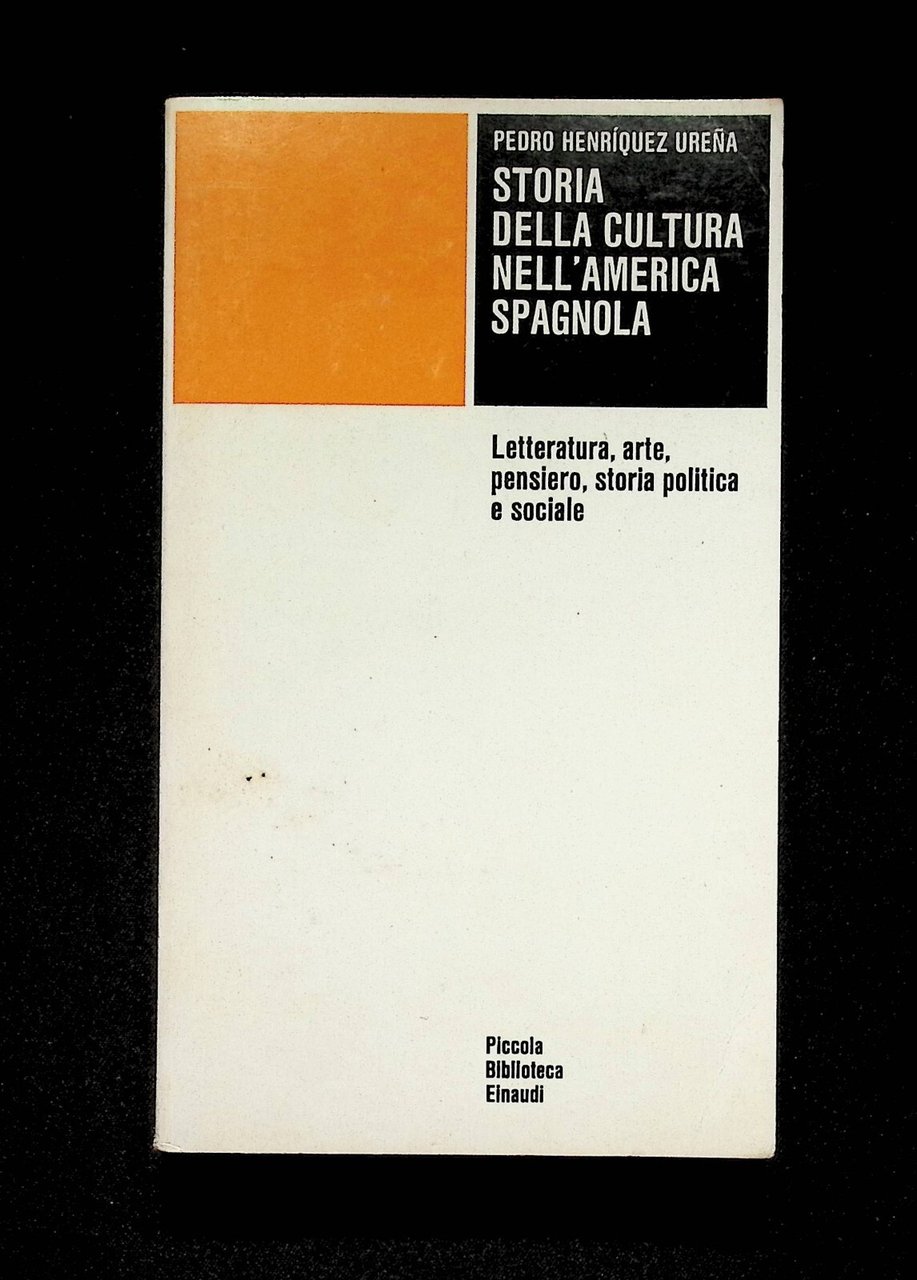 PEDRO HENRÍQUEZ UREÑA
STORIA
DELLA CULTURA
NELL'AMERICA
SPAGNOLA
Letteratura, arte,
pensiero, storia politica
e sociale
Piccola
Biblioteca
Einaudi